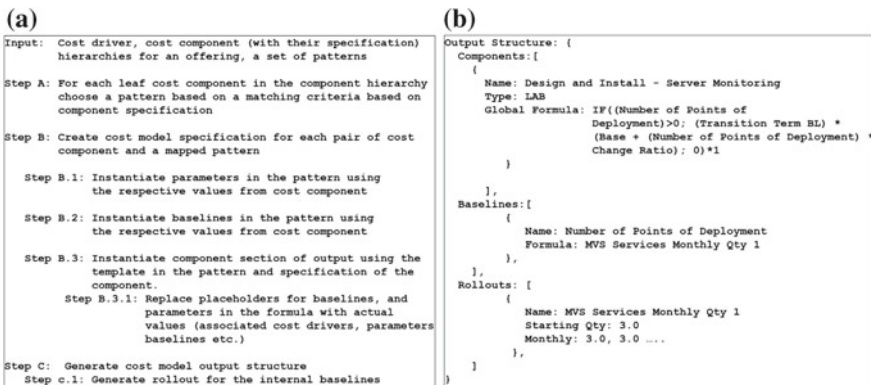 (a)
Input: Cost driver, cost component (with their specification)
hierarchies for an offering, a set of patterns
Step A: For each leaf cost component in the component hierarchy
choose a pattern based on a matching criteria based on
component specification
Step B: Create cost model specification for each pair of cost
component and a mapped pattern
Step B.1: Instantiate parameters in the pattern using
the respective values from cost component
Step B.2: Instantiate baselines in the pattern using
the respective values from cost component
Step B.3: Instantiate component section of output using the
template in the pattern and specification of the
component.
Step B.3.1: Replace placeholders for baselines, and
parameters in the formula with actual
values (associated cost drivers, parameters
baselines etc.)
Step C: Generate cost model output structure
Step c.1: Generate rollout for the internal baselines
(b)
Output Structure: {
Components:[
{
Name: Design and Install - Server Monitoring
Type: LAB
Global Formula: IF((Number of Points of
Deployment)>0; (Transition Term BL) *
(Base + (Number of Points of Deployment) *
Change Ratio); 0)*1
}
],
Baselines:[
{
Name: Number of Points of Deployment
Formula: MVS Services Monthly Qty 1
},
],
Rollouts: [
{
Name: MVS Services Monthly Qty 1
Starting Qty: 3.0
Monthly: 3.0, 3.0 ….
},
]
}